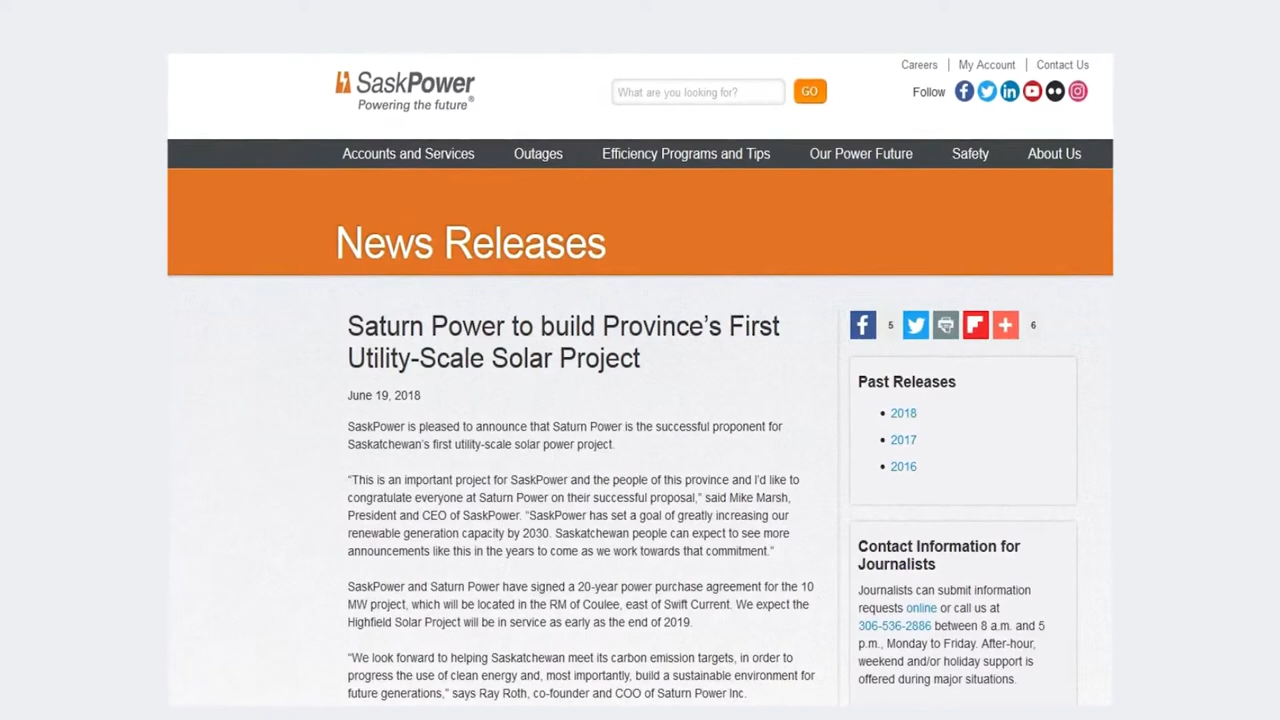 SaskPower
Powering the future®
What are you looking for?
GO
Careers | My Account | Contact Us
Follow
Accounts and Services
Outages
Efficiency Programs and Tips
Our Power Future
Safety
About Us
News Releases
Saturn Power to build Province’s First
Utility-Scale Solar Project
June 19, 2018
SaskPower is pleased to announce that Saturn Power is the successful proponent for
Saskatchewan’s first utility-scale solar power project.
“This is an important project for SaskPower and the people of this province and I’d like to
congratulate everyone at Saturn Power on their successful proposal,” said Mike Marsh,
President and CEO of SaskPower. “SaskPower has set a goal of greatly increasing our
renewable generation capacity by 2030. Saskatchewan people can expect to see more
announcements like this in the years to come as we work towards that commitment.”
SaskPower and Saturn Power have signed a 20-year power purchase agreement for the 10
MW project, which will be located in the RM of Coulee, east of Swift Current. We expect the
Highfield Solar Project will be in service as early as the end of 2019.
“We look forward to helping Saskatchewan meet its carbon emission targets, in order to
progress the use of clean energy and, most importantly, build a sustainable environment for
future generations,” says Ray Roth, co-founder and COO of Saturn Power Inc.
5
6
Past Releases
• 2018
• 2017
• 2016
Contact Information for
Journalists
Journalists can submit information
requests online or call us at
306-536-2886 between 8 a.m. and 5
p.m., Monday to Friday. After-hour,
weekend and/or holiday support is
offered during major situations.